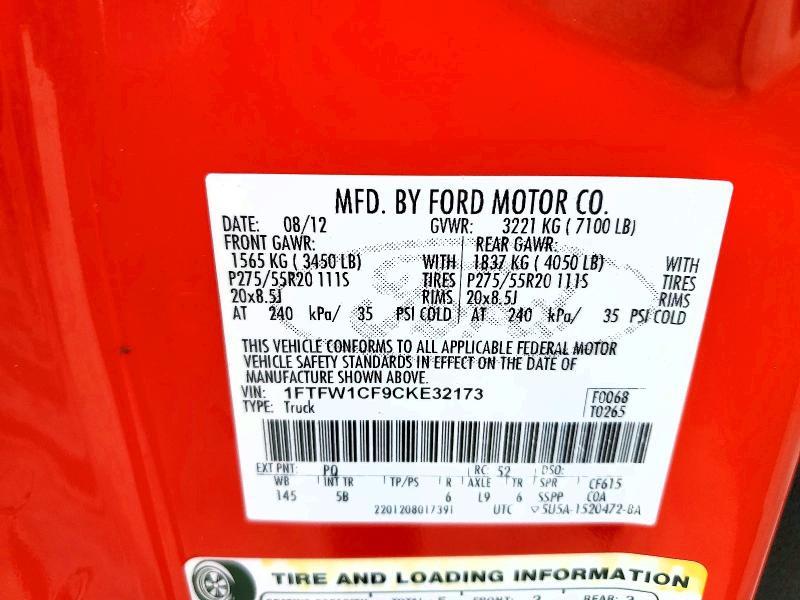 MFD. BY FORD MOTOR CO.
DATE: 08/12 GVWR: 3221 KG ( 7100 LB)
FRONT GAWR: REAR GAWR:
1565 KG ( 3450 LB) WITH 1837 KG ( 4050 LB) WITH
P275/55R20 111S TIRES P275/55R20 111S TIRES
20x8.5J RIMS 20x8.5J RIMS
AT 240 kPa/ 35 PSI COLD AT 240 kPa/ 35 PSI COLD
Ford
THIS VEHICLE CONFORMS TO ALL APPLICABLE FEDERAL MOTOR
VEHICLE SAFETY STANDARDS IN EFFECT ON THE DATE OF
MANUFACTURE SHOWN ABOVE.
VIN: 1FTFW1CF9CKE32173 F0068
TYPE: Truck T0265
EXT PNT: PQ RC: 52 DSO:
WB INT TR TP/PS R AXLE TR SPR CF615
145 5B 6 L9 6 SSPP COA
2201208017391 UTC ▽5U5A-1520472-BA
TIRE AND LOADING INFORMATION